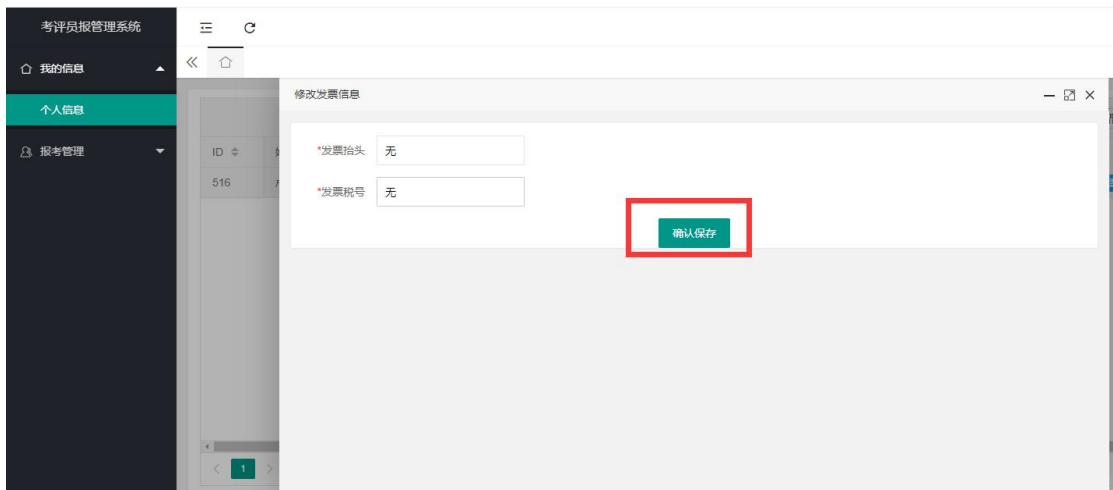 考评员报管理系统
我的信息
个人信息
报考管理
修改发票信息
*发票抬头 无
*发票税号 无
确认保存
ID
516
1